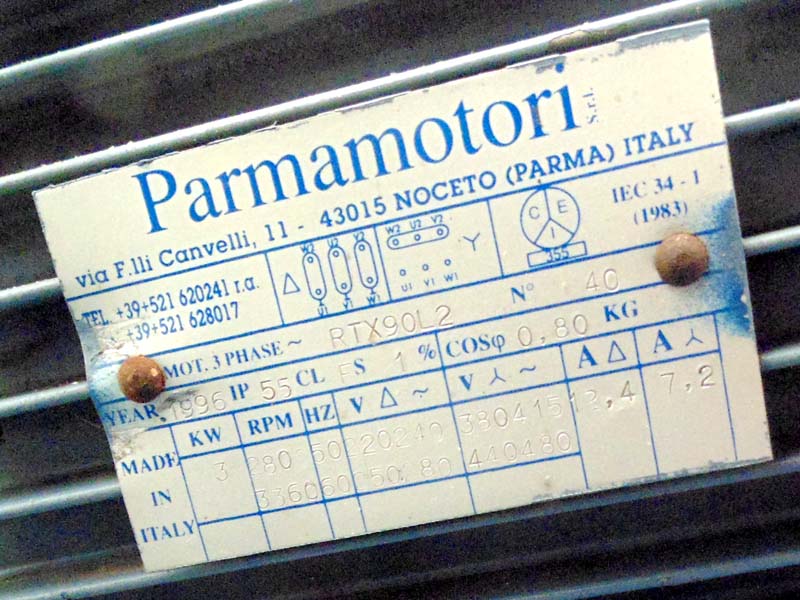 Parmamotori s.r.l.
via F.lli Canvelli, 11 - 43015 NOCETO (PARMA) ITALY
TEL. +39+521 620241 r.a.
+39+521 628017
W2 U2 V2
U1 V1 W1
W2 U2 V2
U1 V1 W1
C E I
355
IEC 34 - 1
(1983)
MOT. 3 PHASE ~ RTX90L2 N° 40
YEAR 1996 IP 55 CL F S 1 % COSφ 0,80 KG
MADE IN ITALY
KW RPM HZ V △ ~ V Y ~ A △ A Y
3 280 50 220240 380415 ,4 7,2
3360 60 80 440480